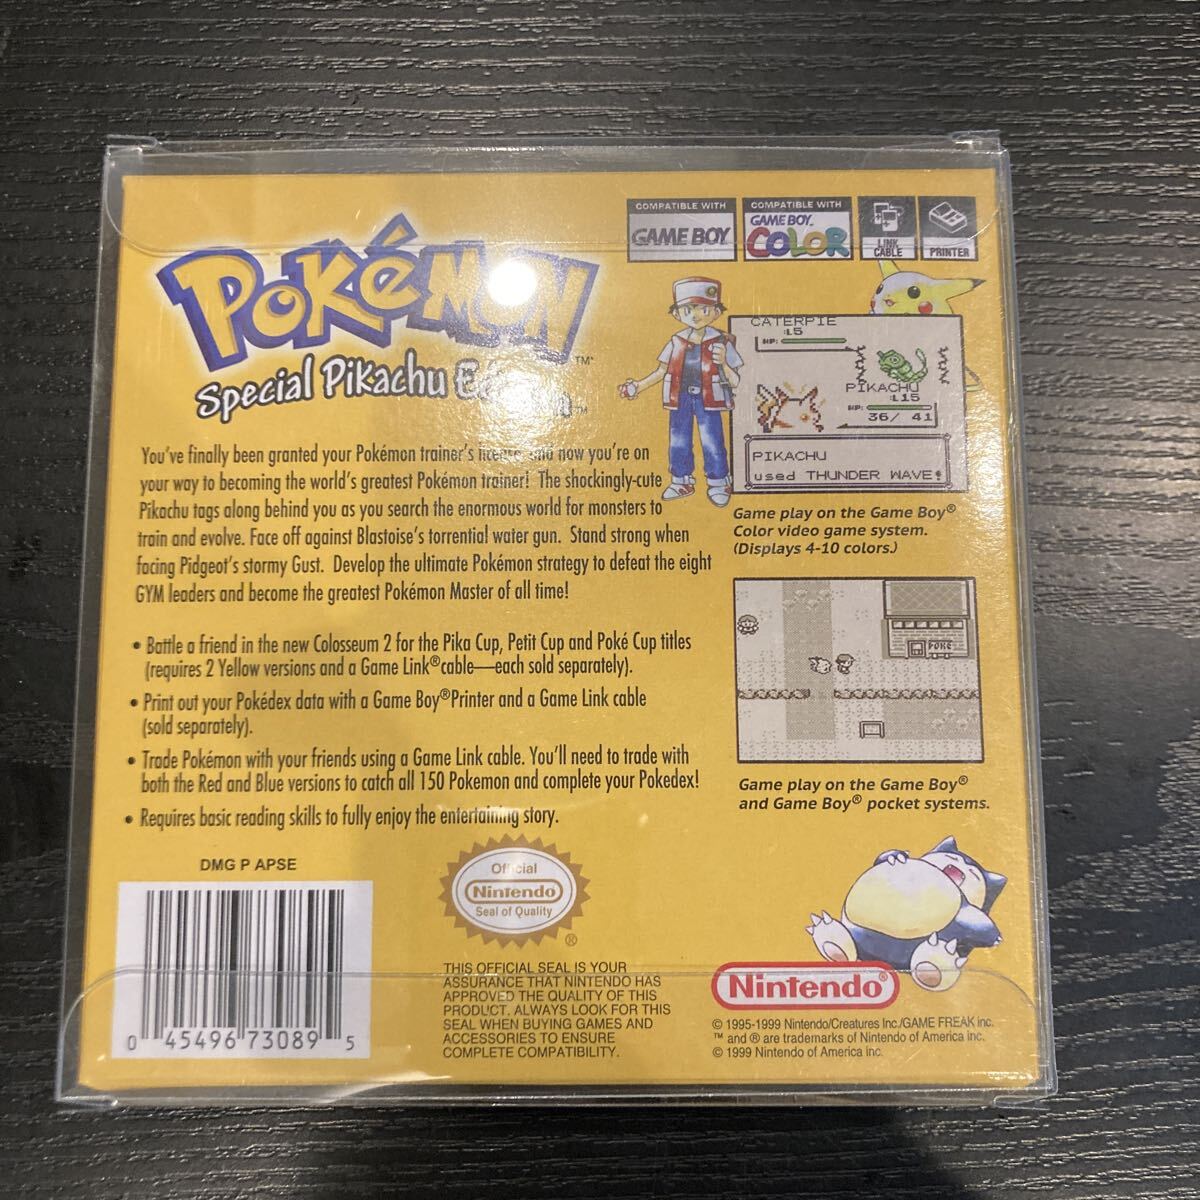 COMPATIBLE WITH
GAME BOY
COMPATIBLE WITH
GAME BOY
COLOR
LINK
CABLE
PRINTER
POKéMON
TM
Special Pikachu
TM
You've finally been granted your Pokémon trainer's and now you're on
your way to becoming the world's greatest Pokémon trainer! The shockingly-cute
Pikachu tags along behind you as you search the enormous world for monsters to
train and evolve. Face off against Blastoise's torrential water gun. Stand strong when
facing Pidgeot's stormy Gust. Develop the ultimate Pokémon strategy to defeat the eight
GYM leaders and become the greatest Pokémon Master of all time!
• Battle a friend in the new Colosseum 2 for the Pika Cup, Petit Cup and Poké Cup titles
(requires 2 Yellow versions and a Game Link® cable—each sold separately).
• Print out your Pokédex data with a Game Boy® Printer and a Game Link cable
(sold separately).
• Trade Pokémon with your friends using a Game Link cable. You'll need to trade with
both the Red and Blue versions to catch all 150 Pokemon and complete your Pokedex!
• Requires basic reading skills to fully enjoy the entertaining story.
CATERPIE
:L5
HP:
PIKACHU
:L15
HP:
36/ 41
PIKACHU
used THUNDER WAVE!
Game play on the Game Boy®
Color video game system.
(Displays 4-10 colors.)
POKé
Game play on the Game Boy®
and Game Boy® pocket systems.
DMG P APSE
0 45496 73089 5
Official
Nintendo
Seal of Quality
®
THIS OFFICIAL SEAL IS YOUR
ASSURANCE THAT NINTENDO HAS
APPROVED THE QUALITY OF THIS
PRODUCT. ALWAYS LOOK FOR THIS
SEAL WHEN BUYING GAMES AND
ACCESSORIES TO ENSURE
COMPLETE COMPATIBILITY.
Nintendo®
© 1995-1999 Nintendo/Creatures Inc./GAME FREAK inc.
™ and ® are trademarks of Nintendo of America Inc.
© 1999 Nintendo of America Inc.